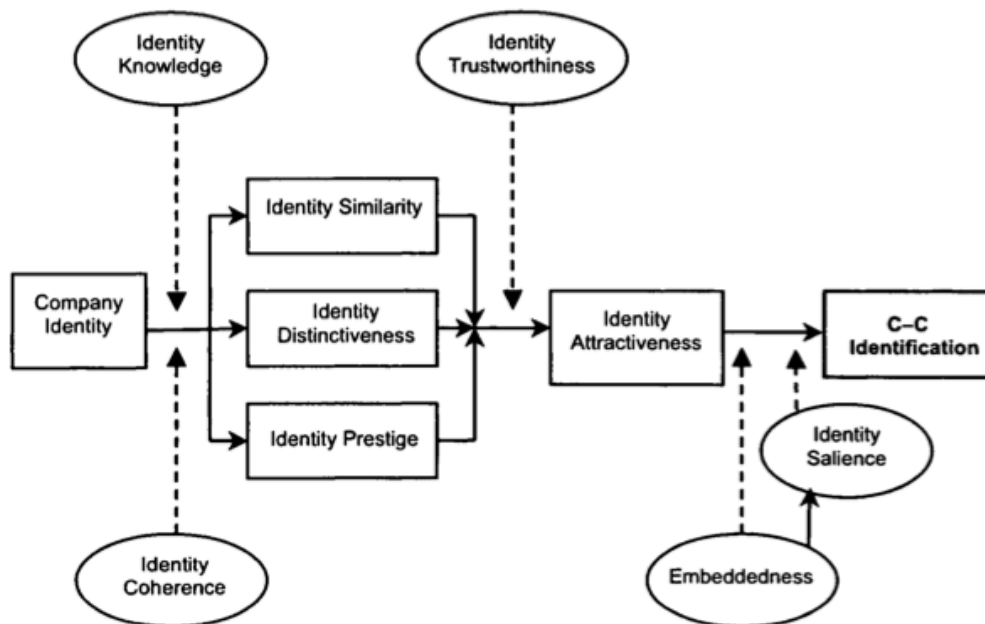 Identity
Knowledge
Identity
Trustworthiness
Identity Similarity
Company
Identity
Identity
Distinctiveness
Identity
Attractiveness
C–C
Identification
Identity Prestige
Identity
Salience
Identity
Coherence
Embeddedness